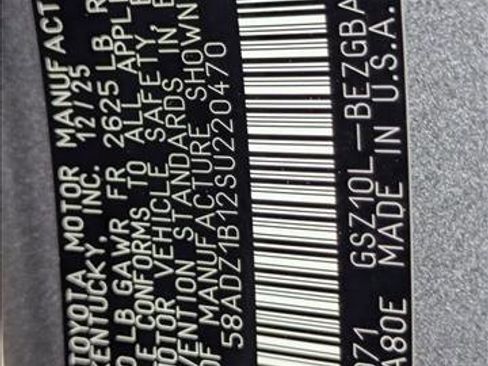 TOYOTA MOTOR MANUFACT
KENTUCKY, INC. 12/25
0 LB GAWR FR 2625 LB R
E CONFORMS TO ALL APPL
OTOR VEHICLE SAFETY,
VENTION STANDARDS IN E
OF MANUFACTURE SHOWN
58ADZ1B12SU220470
071 GSZ10L-BEZGBA
A80E MADE IN U.S.A.